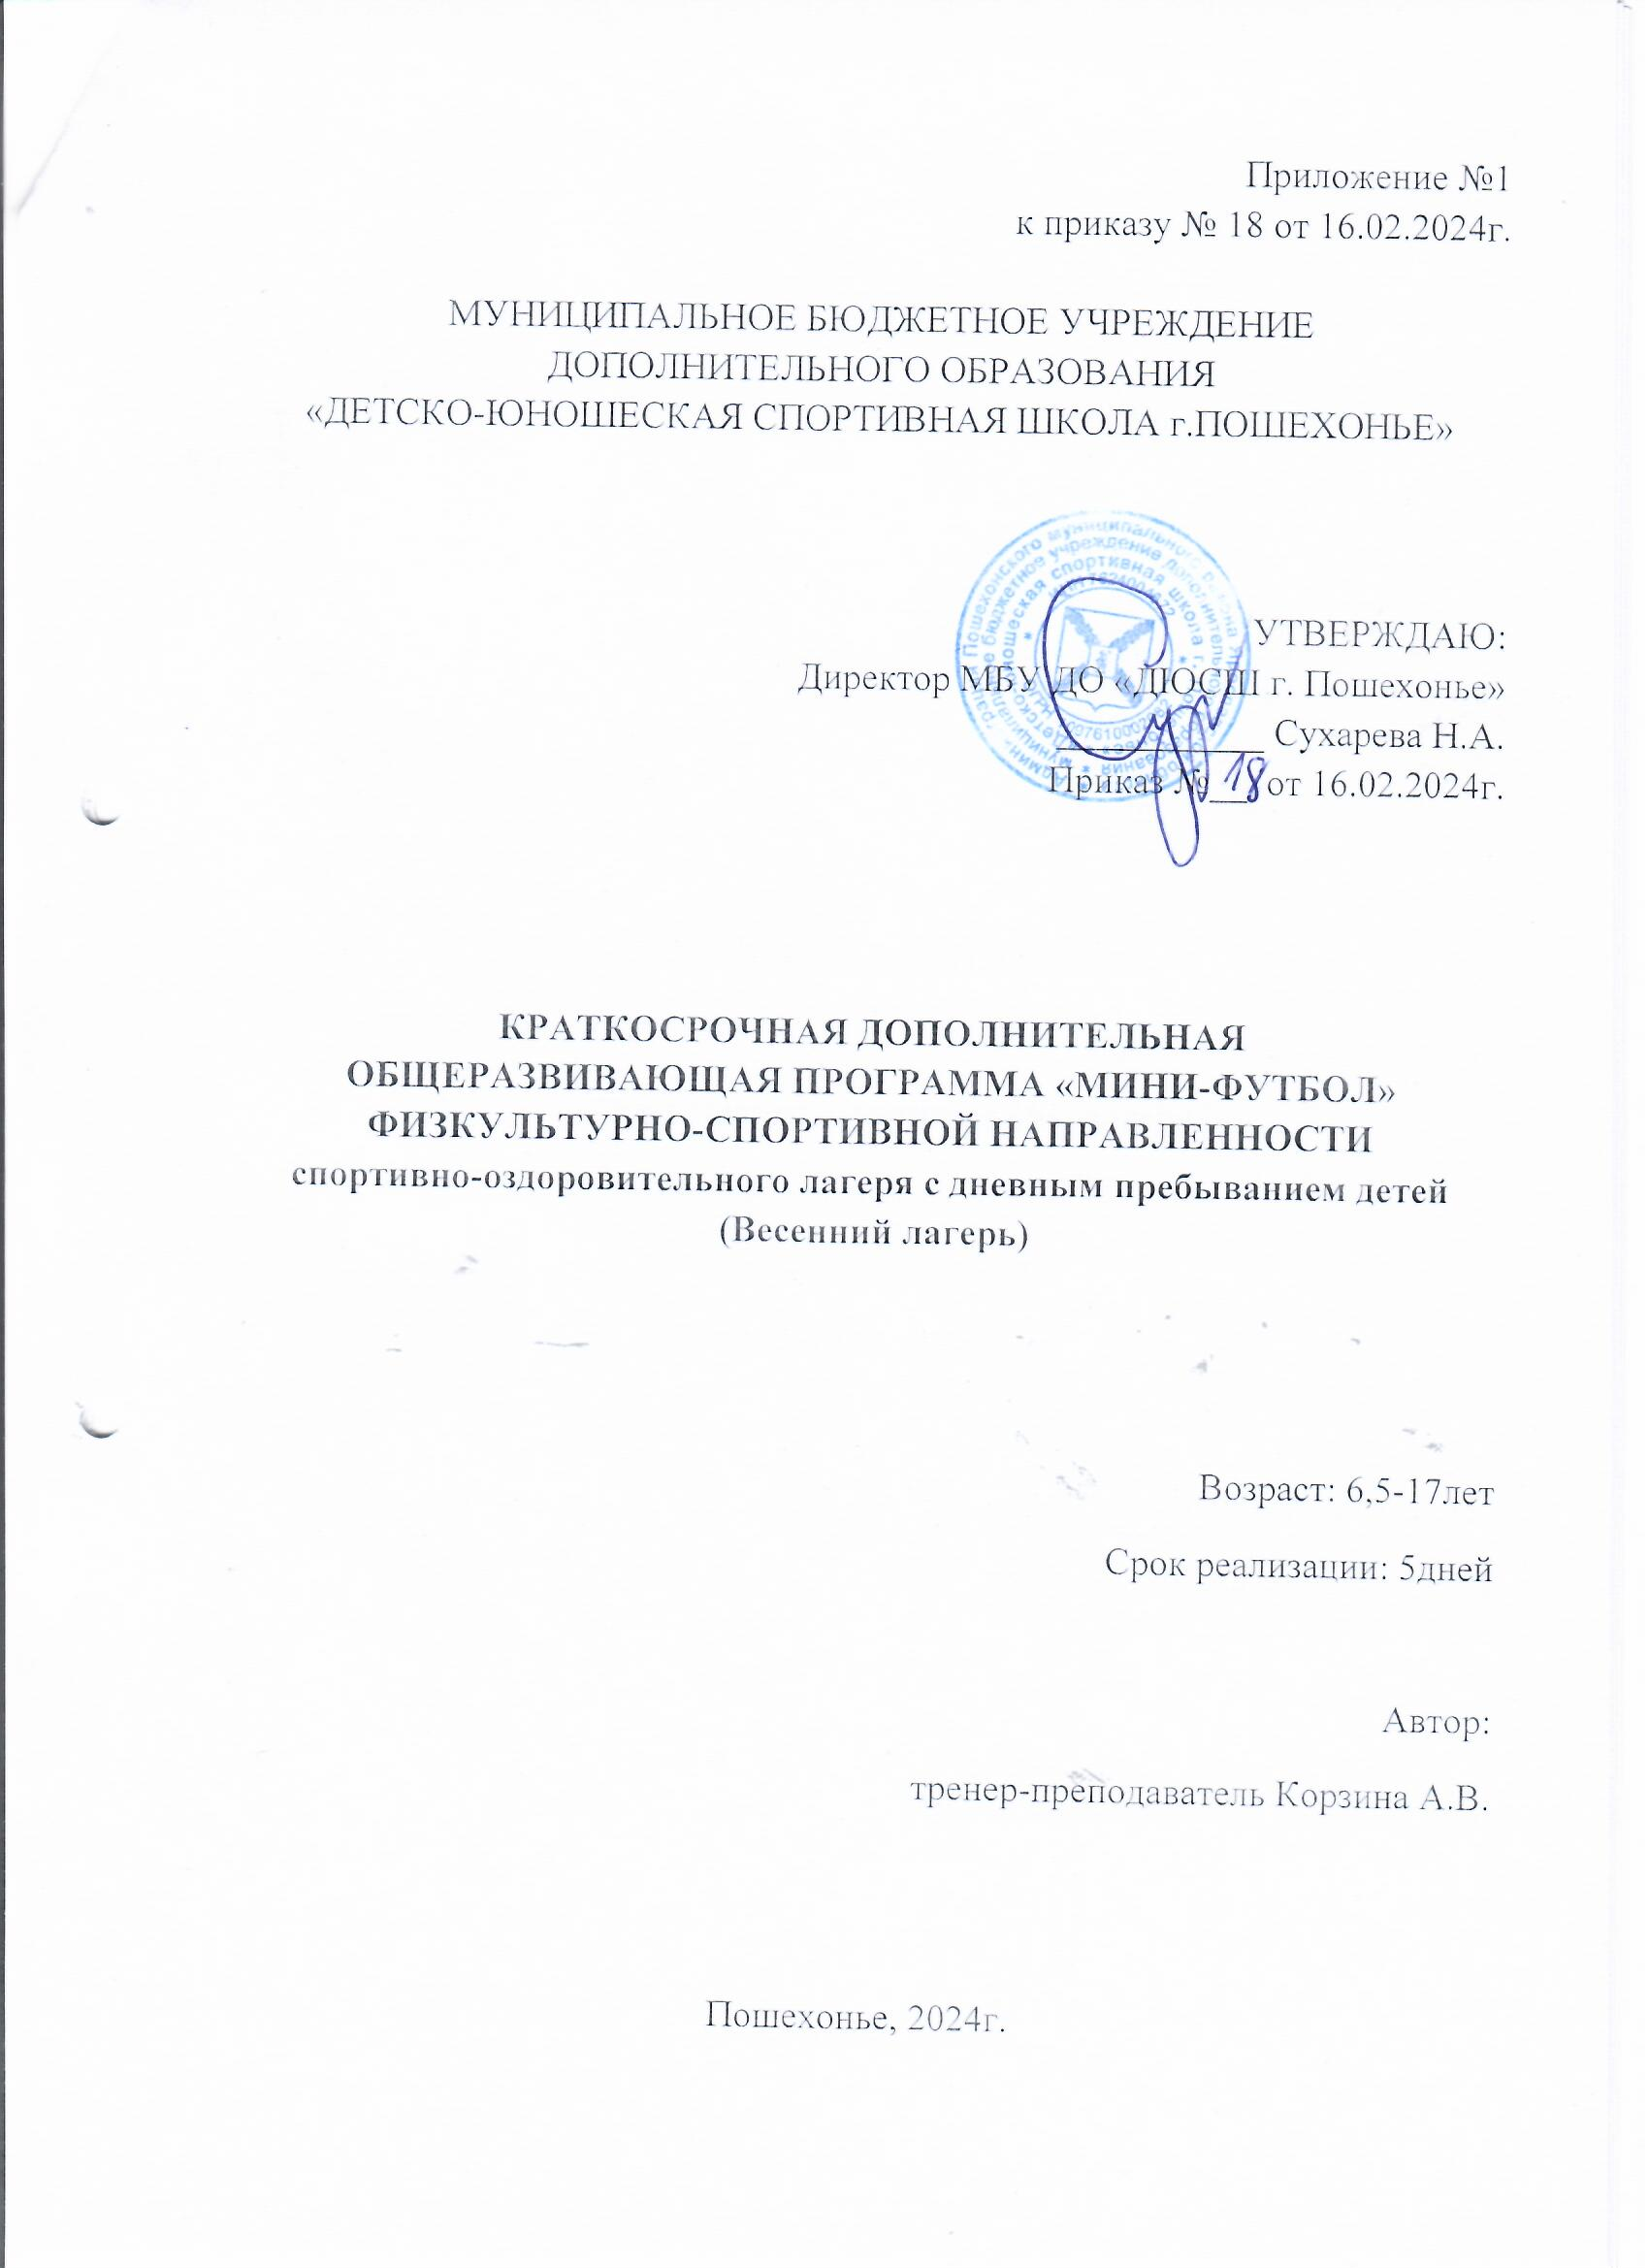 Приложение №1
к приказу № 18 от 16.02.2024г.
МУНИЦИПАЛЬНОЕ БЮДЖЕТНОЕ УЧРЕЖДЕНИЕ
ДОПОЛНИТЕЛЬНОГО ОБРАЗОВАНИЯ
«ДЕТСКО-ЮНОШЕСКАЯ СПОРТИВНАЯ ШКОЛА г.ПОШЕХОНЬЕ»
УТВЕРЖДАЮ:
Директор МБУ ДО «ДЮСШ г. Пошехонье»
Сухарева Н.А.
Приказ № 18 от 16.02.2024г.
КРАТКОСРОЧНАЯ ДОПОЛНИТЕЛЬНАЯ
ОБЩЕРАЗВИВАЮЩАЯ ПРОГРАММА «МИНИ-ФУТБОЛ»
ФИЗКУЛЬТУРНО-СПОРТИВНОЙ НАПРАВЛЕННОСТИ
спортивно-оздоровительного лагеря с дневным пребыванием детей
(Весенний лагерь)
Возраст: 6,5-17лет
Срок реализации: 5дней
Автор:
тренер-преподаватель Корзина А.В.
Пошехонье, 2024г.